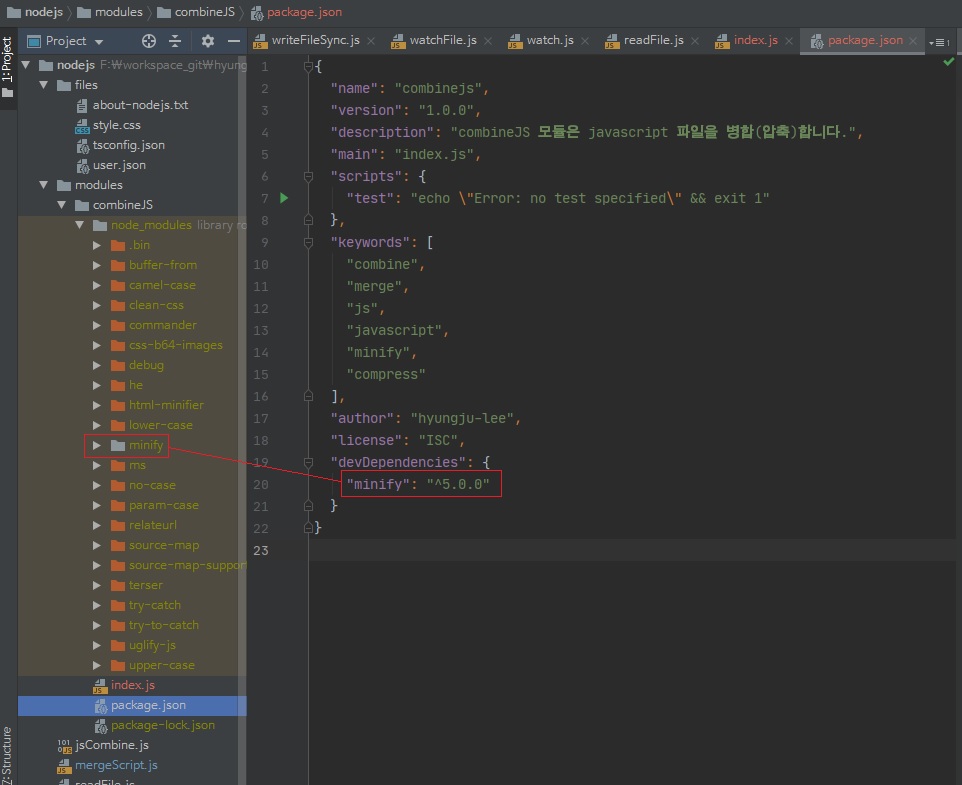 nodejs modules combineJS package.json
1: Project
Project
writeFileSync.js watchFile.js watch.js readFile.js index.js package.json
nodejs F:\workspace_git\hyung
files
about-nodejs.txt
style.css
tsconfig.json
user.json
modules
combineJS
node_modules library ro
.bin
buffer-from
camel-case
clean-css
commander
css-b64-images
debug
he
html-minifier
lower-case
minify
ms
no-case
param-case
relateurl
source-map
source-map-suppor
terser
try-catch
try-to-catch
uglify-js
upper-case
index.js
package.json
package-lock.json
jsCombine.js
mergeScript.js
readFile.js
Z: Structure
1 {
2 "name": "combinejs",
3 "version": "1.0.0",
4 "description": "combineJS 모듈은 javascript 파일을 병합(압축)합니다.",
5 "main": "index.js",
6 "scripts": {
7 "test": "echo \"Error: no test specified\" && exit 1"
8 },
9 "keywords": [
10 "combine",
11 "merge",
12 "js",
13 "javascript",
14 "minify",
15 "compress"
16 ],
17 "author": "hyungju-lee",
18 "license": "ISC",
19 "devDependencies": {
20 "minify": "^5.0.0"
21 }
22 }
23